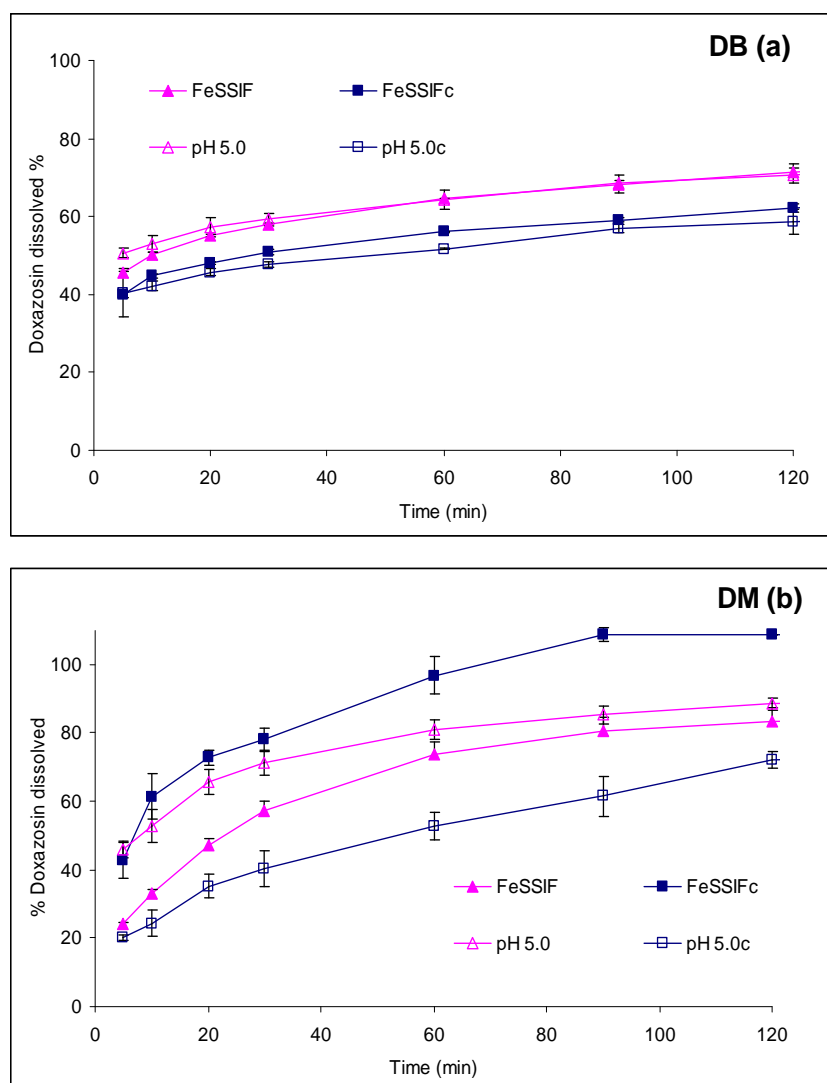 DB (a)
100
80
60
40
20
0
Doxazosin dissolved %
FeSSIF
FeSSIFc
pH 5.0
pH 5.0c
0 20 40 60 80 100 120
Time (min)
DM (b)
100
80
60
40
20
0
% Doxazosin dissolved
FeSSIF
FeSSIFc
pH 5.0
pH 5.0c
0 20 40 60 80 100 120
Time (min)